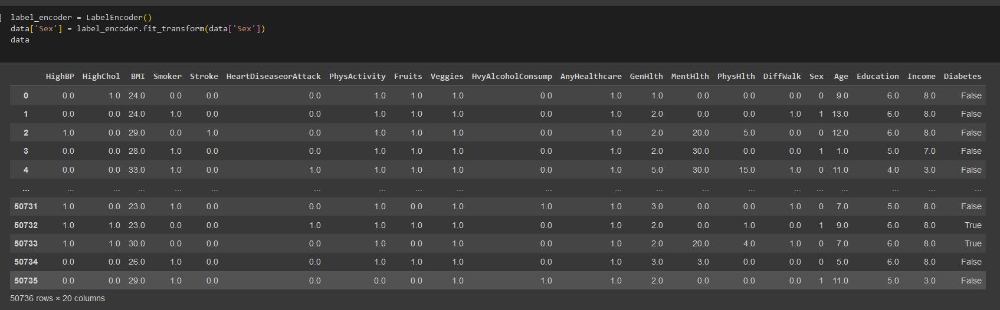 label_encoder = LabelEncoder()
data['Sex'] = label_encoder.fit_transform(data['Sex'])
data
HighBP HighChol BMI Smoker Stroke HeartDiseaseorAttack PhysActivity Fruits Veggies HvyAlcoholConsump AnyHealthcare GenHlth MentHlth PhysHlth DiffWalk Sex Age Education Income Diabetes
0 0.0 1.0 24.0 0.0 0.0 0.0 1.0 1.0 1.0 0.0 1.0 1.0 0.0 0.0 0.0 0 9.0 6.0 8.0 False
1 0.0 0.0 24.0 1.0 0.0 0.0 1.0 1.0 1.0 0.0 1.0 2.0 0.0 0.0 1.0 1 13.0 6.0 8.0 False
2 1.0 0.0 29.0 0.0 1.0 0.0 1.0 1.0 1.0 0.0 1.0 2.0 20.0 5.0 0.0 0 12.0 6.0 8.0 False
3 0.0 0.0 28.0 1.0 0.0 0.0 1.0 1.0 1.0 0.0 1.0 2.0 30.0 0.0 0.0 1 1.0 5.0 7.0 False
4 0.0 0.0 33.0 1.0 0.0 1.0 1.0 1.0 1.0 0.0 1.0 5.0 30.0 15.0 1.0 0 11.0 4.0 3.0 False
... ... ... ... ... ... ... ... ... ... ... ... ... ... ... ... ... ... ... ... ...
50731 1.0 0.0 23.0 1.0 0.0 0.0 1.0 0.0 1.0 1.0 1.0 3.0 0.0 0.0 1.0 0 7.0 5.0 8.0 False
50732 1.0 1.0 23.0 0.0 0.0 1.0 1.0 1.0 1.0 0.0 1.0 2.0 0.0 1.0 0.0 1 9.0 6.0 8.0 True
50733 1.0 1.0 30.0 0.0 0.0 0.0 1.0 0.0 1.0 0.0 1.0 2.0 20.0 4.0 1.0 0 7.0 6.0 8.0 True
50734 0.0 0.0 26.0 1.0 0.0 0.0 1.0 1.0 1.0 0.0 1.0 3.0 3.0 0.0 0.0 0 5.0 6.0 8.0 False
50735 0.0 0.0 29.0 1.0 0.0 0.0 0.0 0.0 1.0 1.0 1.0 2.0 0.0 0.0 0.0 1 11.0 5.0 3.0 False
50736 rows × 20 columns